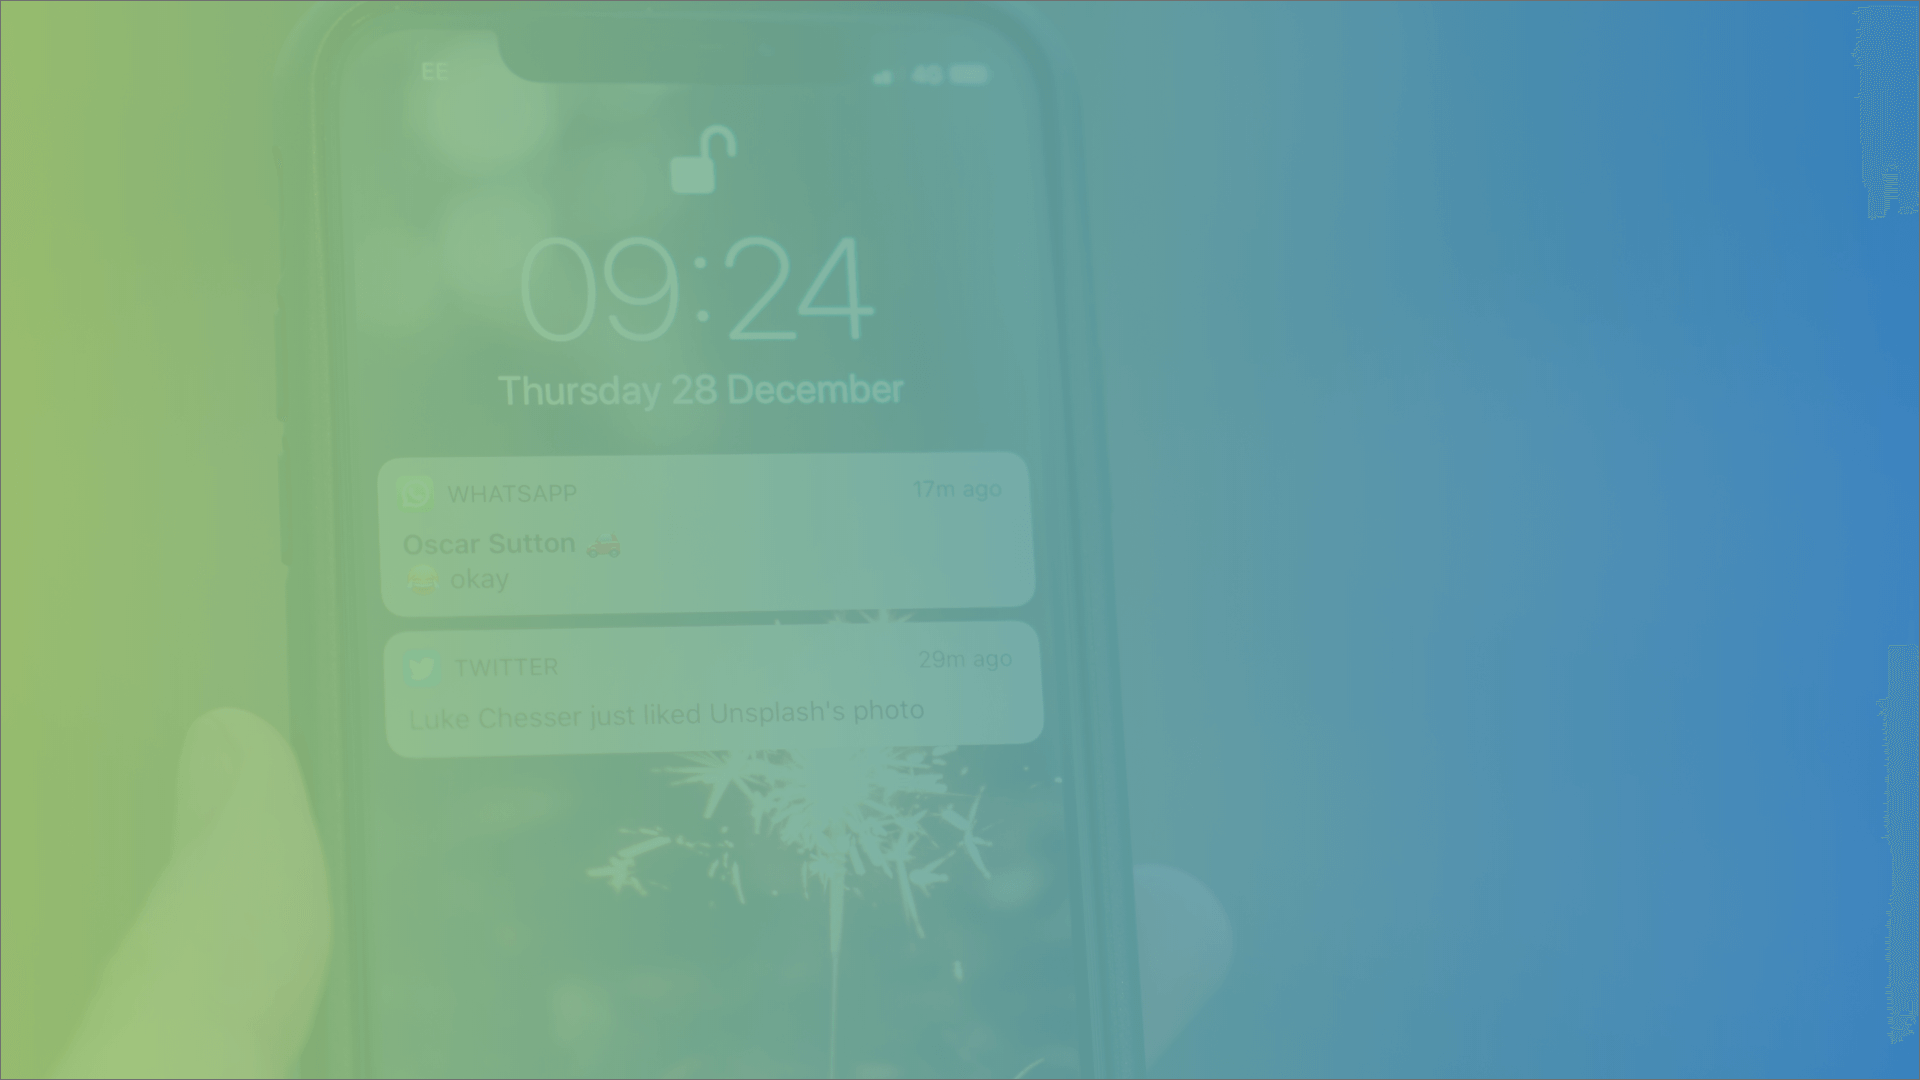 EE 4G
09:24
Thursday 28 December
WHATSAPP 17m ago
Oscar Sutton 🚗
😂 okay
TWITTER 29m ago
Luke Chesser just liked Unsplash's photo